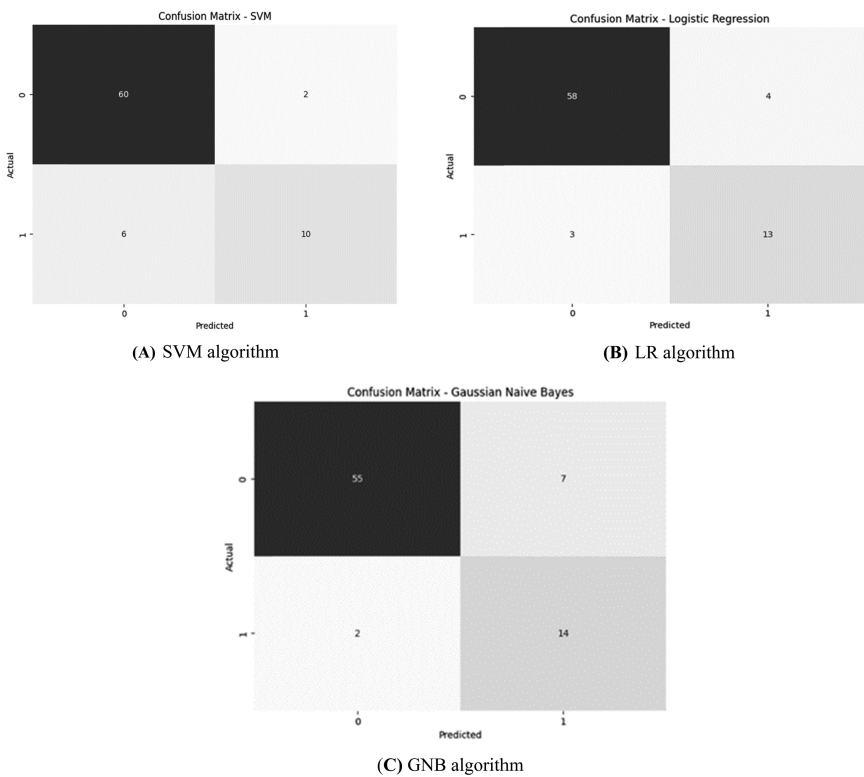 Confusion Matrix - SVM
0
60
2
Actual
1
6
10
0
1
Predicted
(A) SVM algorithm
Confusion Matrix - Logistic Regression
0
58
4
Actual
1
3
13
0
1
Predicted
(B) LR algorithm
Confusion Matrix - Gaussian Naive Bayes
0
55
7
Actual
1
2
14
0
1
Predicted
(C) GNB algorithm